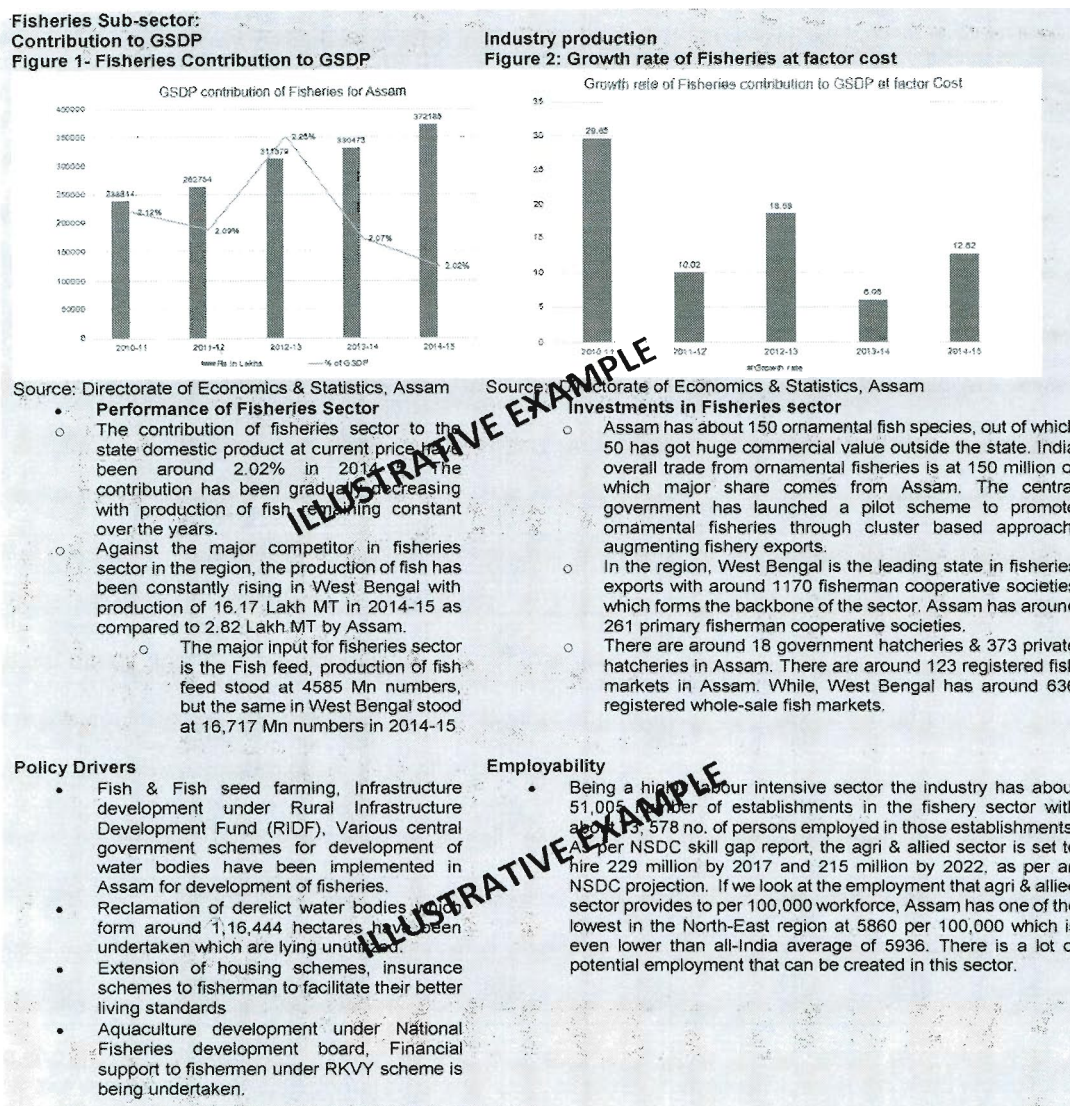 Fisheries Sub-sector:
Contribution to GSDP
Figure 1- Fisheries Contribution to GSDP
GSDP contribution of Fisheries for Assam
400000
350000
300000
250000
200000
150000
100000
50000
0
238814
262754
311579
330473
372185
2.12%
2.09%
2.25%
2.07%
2.02%
2010-11 2011-12 2012-13 2013-14 2014-15
Rs in Lakhs % of GSDP
Source: Directorate of Economics & Statistics, Assam
• Performance of Fisheries Sector
○ The contribution of fisheries sector to the
state domestic product at current price have
been around 2.02% in The
contribution has been gradually decreasing
with production of fish remaining constant
over the years.
○ Against the major competitor in fisheries
sector in the region, the production of fish has
been constantly rising in West Bengal with
production of 16.17 Lakh MT in 2014-15 as
compared to 2.82 Lakh MT by Assam.
○ The major input for fisheries sector
is the Fish feed, production of fish
feed stood at 4585 Mn numbers,
but the same in West Bengal stood
at 16,717 Mn numbers in 2014-15
Industry production
Figure 2: Growth rate of Fisheries at factor cost
Growth rate of Fisheries contribution to GSDP at factor Cost
35
30
25
20
15
10
5
0
29.65
10.02
18.59
12.62
2010-11 2011-12 2012-13 2013-14 2014-15
Growth rate
Source: Directorate of Economics & Statistics, Assam
Investments in Fisheries sector
○ Assam has about 150 ornamental fish species, out of which
50 has got huge commercial value outside the state. India
overall trade from ornamental fisheries is at 150 million o
which major share comes from Assam. The centra
government has launched a pilot scheme to promote
ornamental fisheries through cluster based approach
augmenting fishery exports.
○ In the region, West Bengal is the leading state in fisheries
exports with around 1170 fisherman cooperative societies
which forms the backbone of the sector. Assam has around
261 primary fisherman cooperative societies.
○ There are around 18 government hatcheries & 373 private
hatcheries in Assam. There are around 123 registered fish
markets in Assam. While, West Bengal has around 636
registered whole-sale fish markets.
ILLUSTRATIVE EXAMPLE
Policy Drivers
• Fish & Fish seed farming, Infrastructure
development under Rural Infrastructure
Development Fund (RIDF), Various central
government schemes for development of
water bodies have been implemented in
Assam for development of fisheries.
• Reclamation of derelict water bodies which
form around 1,16,444 hectares have been
undertaken which are lying unutilized.
• Extension of housing schemes, insurance
schemes to fisherman to facilitate their better
living standards
• Aquaculture development under National
Fisheries development board, Financial
support to fishermen under RKVY scheme is
being undertaken.
Employability
• Being a highly labour intensive sector the industry has abou
51,005 number of establishments in the fishery sector with
about 578 no. of persons employed in those establishments
As per NSDC skill gap report, the agri & allied sector is set to
hire 229 million by 2017 and 215 million by 2022, as per an
NSDC projection. If we look at the employment that agri & allied
sector provides to per 100,000 workforce, Assam has one of the
lowest in the North-East region at 5860 per 100,000 which is
even lower than all-India average of 5936. There is a lot o
potential employment that can be created in this sector.
ILLUSTRATIVE EXAMPLE